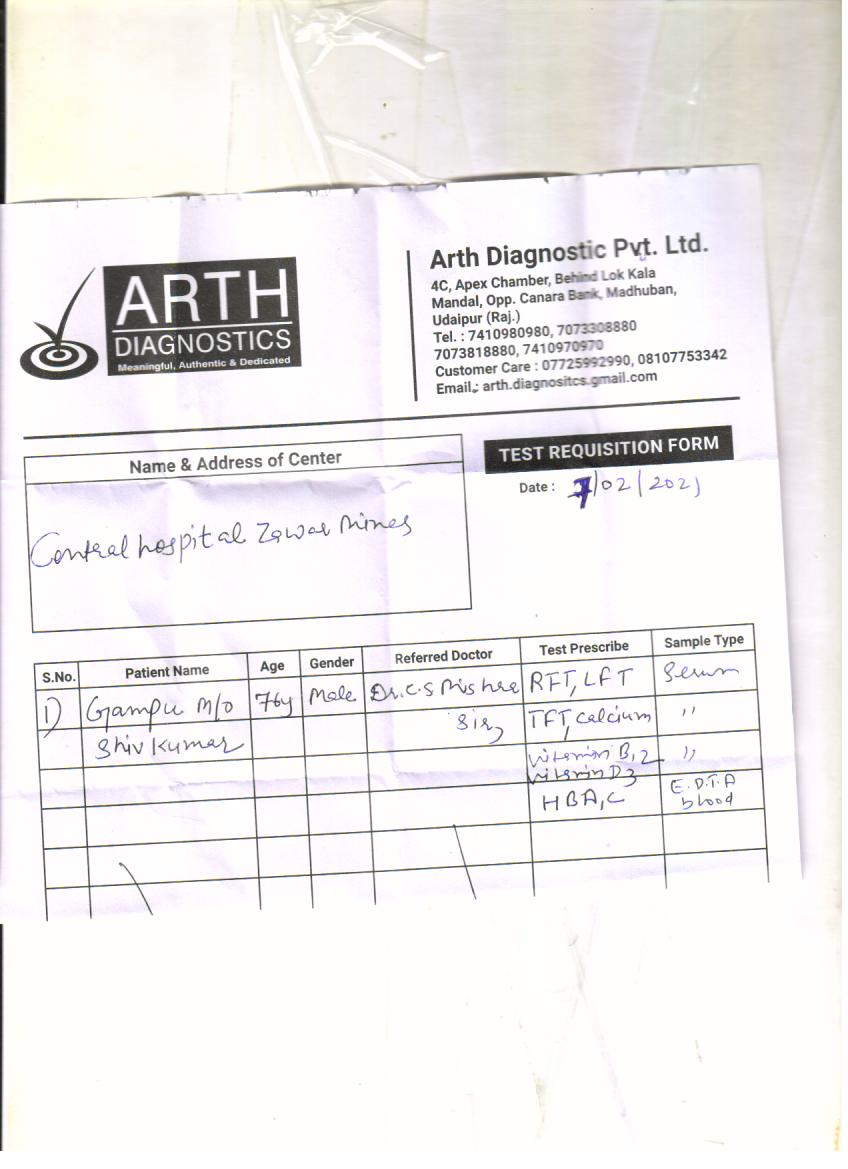 ARTH
DIAGNOSTICS
Meaningful, Authentic & Dedicated
Arth Diagnostic Pvt. Ltd.
4C, Apex Chamber, Behind Lok Kala
Mandal, Opp. Canara Bank, Madhuban,
Udaipur (Raj.)
Tel. : 7410980980, 7073308880
7073818880, 7410970970
Customer Care : 07725992990, 08107753342
Email.: arth.diagnositcs.gmail.com
Name & Address of Center
Central hospital Zawar Mines
TEST REQUISITION FORM
Date : 7/02/2021
S.No. Patient Name Age Gender Referred Doctor Test Prescribe Sample Type
1) Gampu M/o 76y Male Dr. C.S Mishra RFT, LFT Serum
Shiv Kumar Sir TFT, calcium "
Vitamin B12 "
Vitamin D3
HBA1C E.D.T.A
blood